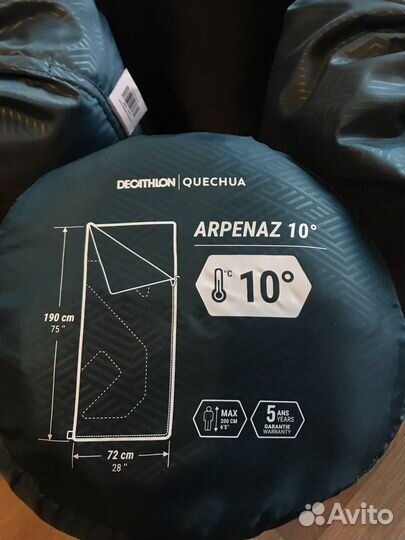 DECATHLON | QUECHUA
ARPENAZ 10°
°C
10°
190 cm
75"
72 cm
28"
MAX
200 CM
6'5"
5 ANS
YEARS
GARANTIE
WARRANTY
Avito